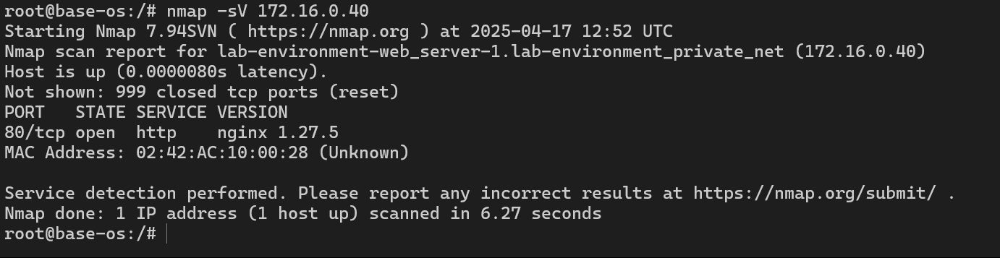 root@base-os:/# nmap -sV 172.16.0.40
Starting Nmap 7.94SVN ( https://nmap.org ) at 2025-04-17 12:52 UTC
Nmap scan report for lab-environment-web_server-1.lab-environment_private_net (172.16.0.40)
Host is up (0.0000080s latency).
Not shown: 999 closed tcp ports (reset)
PORT   STATE SERVICE VERSION
80/tcp open  http    nginx 1.27.5
MAC Address: 02:42:AC:10:00:28 (Unknown)

Service detection performed. Please report any incorrect results at https://nmap.org/submit/ .
Nmap done: 1 IP address (1 host up) scanned in 6.27 seconds
root@base-os:/#